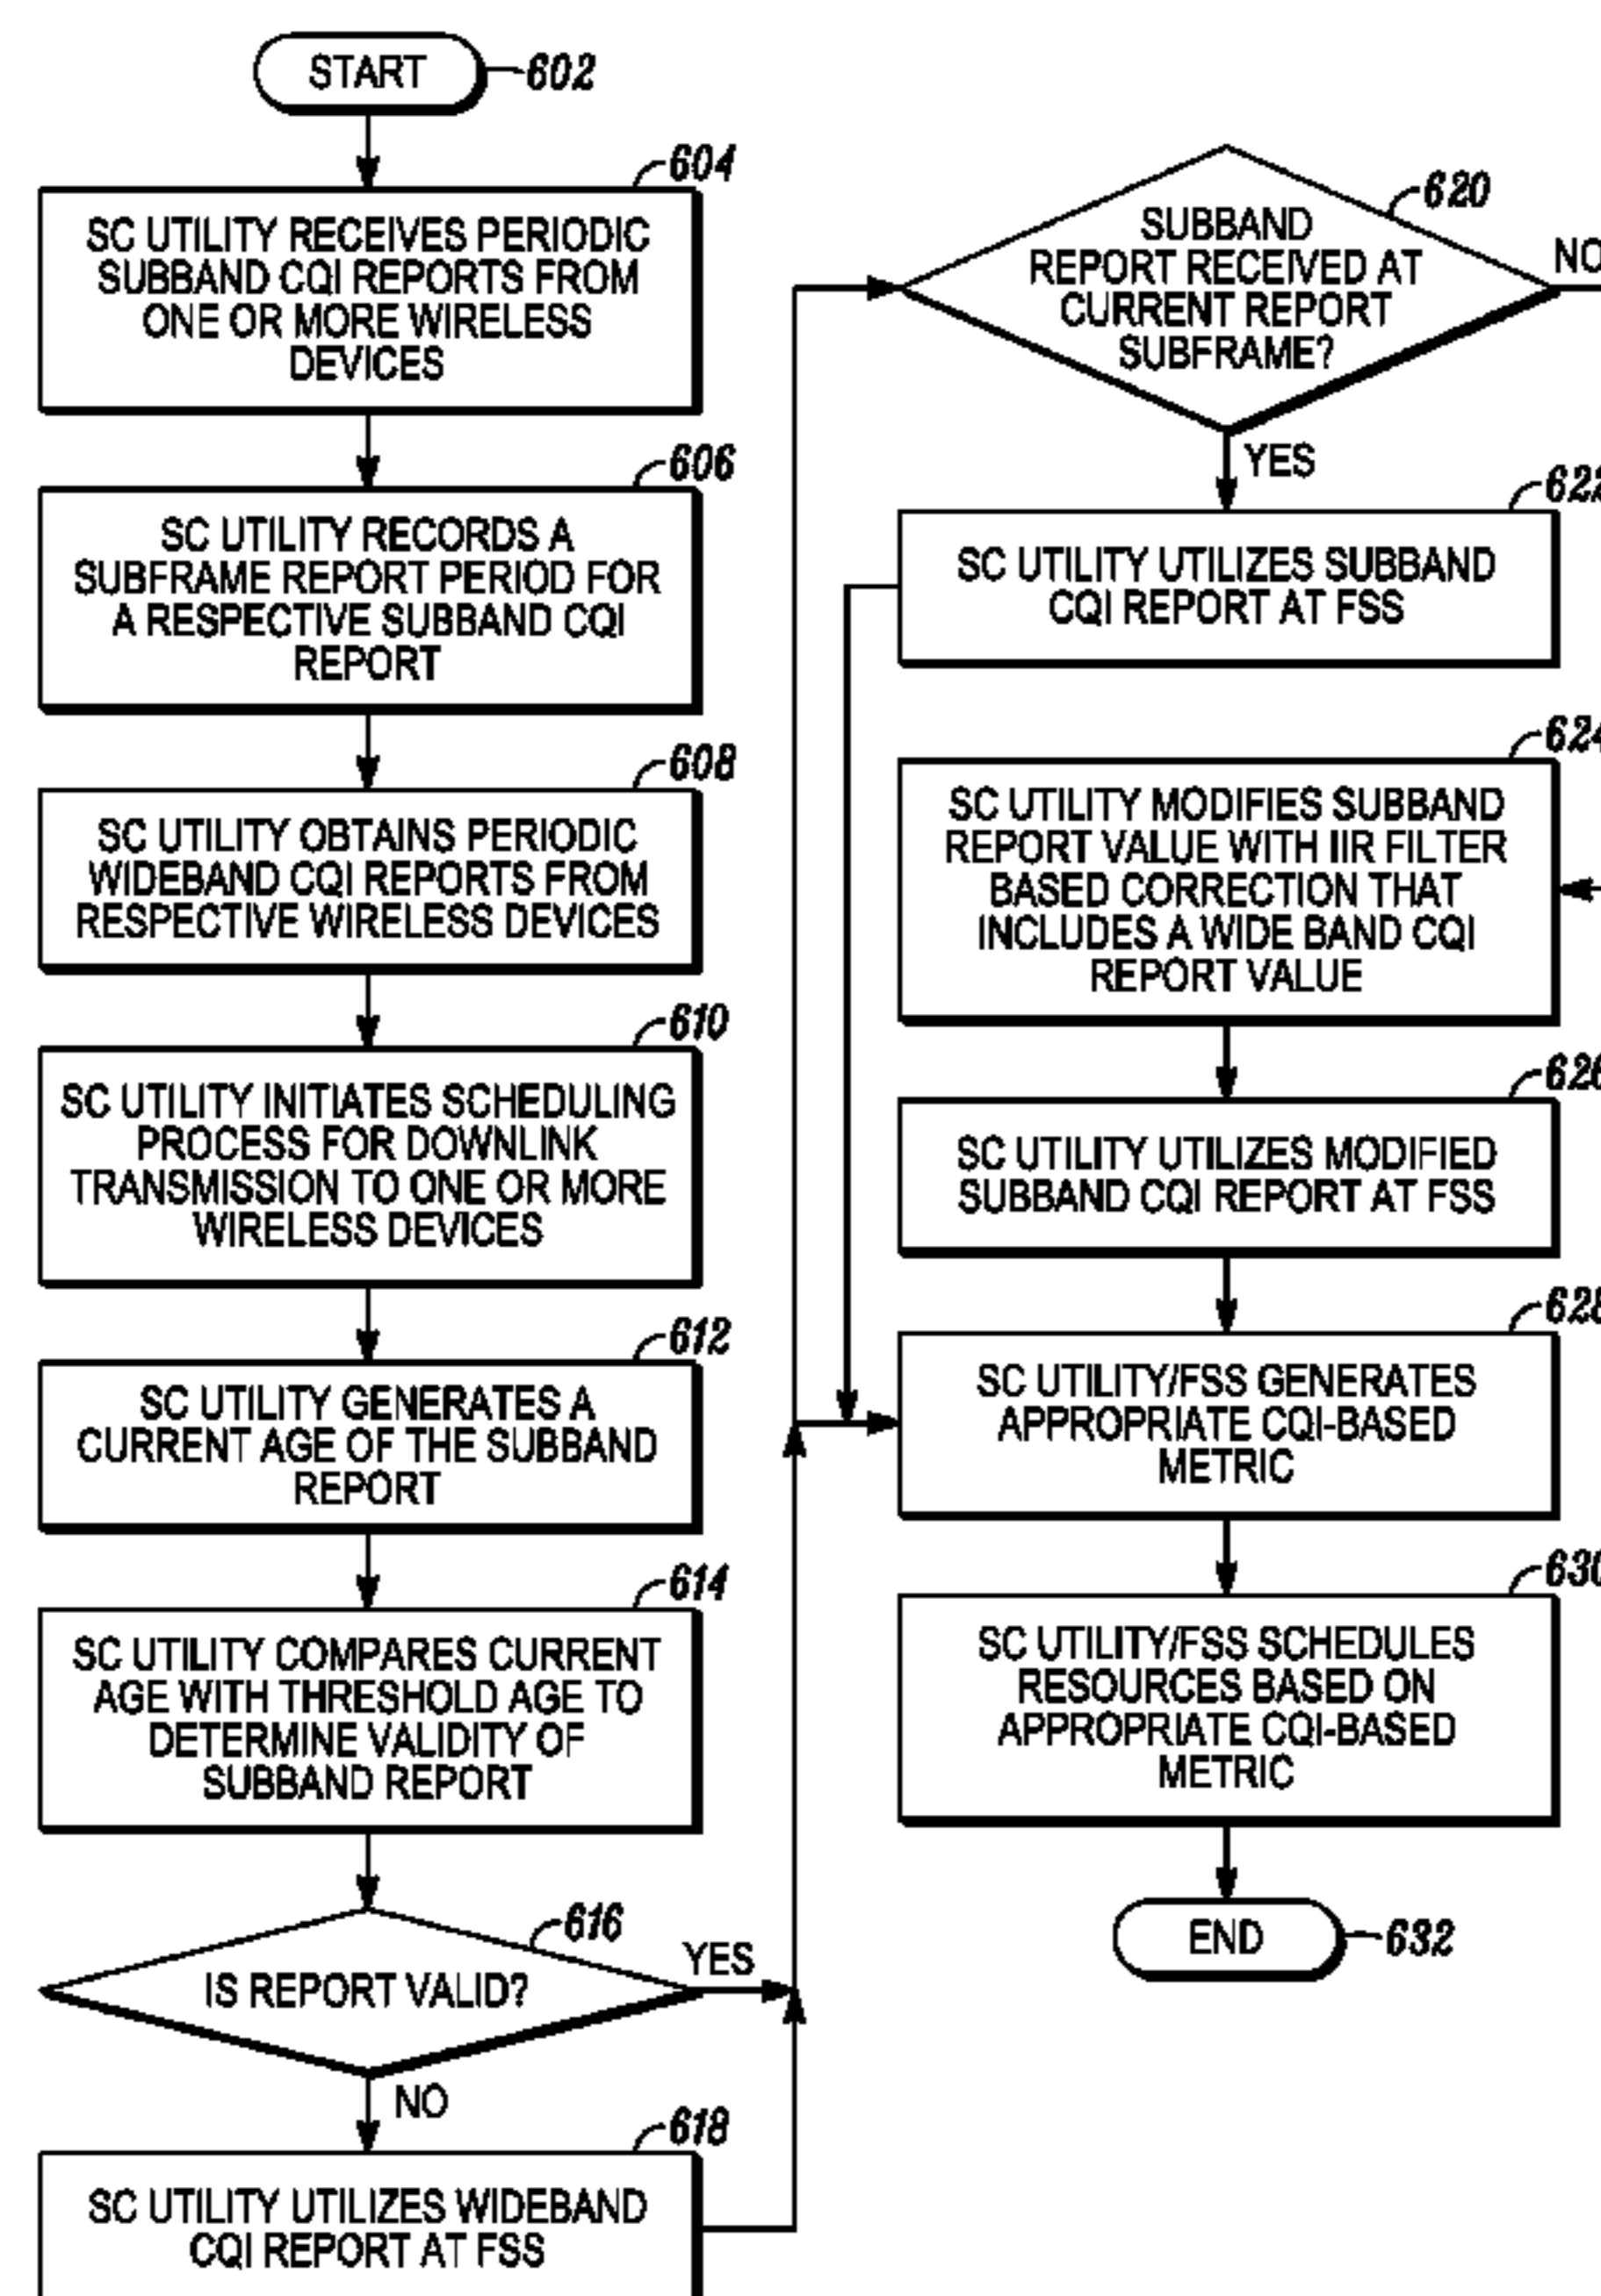 START
602
604
SC UTILITY RECEIVES PERIODIC
SUBBAND CQI REPORTS FROM
ONE OR MORE WIRELESS
DEVICES
606
SC UTILITY RECORDS A
SUBFRAME REPORT PERIOD FOR
A RESPECTIVE SUBBAND CQI
REPORT
608
SC UTILITY OBTAINS PERIODIC
WIDEBAND CQI REPORTS FROM
RESPECTIVE WIRELESS DEVICES
610
SC UTILITY INITIATES SCHEDULING
PROCESS FOR DOWNLINK
TRANSMISSION TO ONE OR MORE
WIRELESS DEVICES
612
SC UTILITY GENERATES A
CURRENT AGE OF THE SUBBAND
REPORT
614
SC UTILITY COMPARES CURRENT
AGE WITH THRESHOLD AGE TO
DETERMINE VALIDITY OF
SUBBAND REPORT
616
IS REPORT VALID?
YES
NO
618
SC UTILITY UTILIZES WIDEBAND
CQI REPORT AT FSS
620
SUBBAND
REPORT RECEIVED AT
CURRENT REPORT
SUBFRAME?
NO
YES
622
SC UTILITY UTILIZES SUBBAND
CQI REPORT AT FSS
624
SC UTILITY MODIFIES SUBBAND
REPORT VALUE WITH IIR FILTER
BASED CORRECTION THAT
INCLUDES A WIDE BAND CQI
REPORT VALUE
626
SC UTILITY UTILIZES MODIFIED
SUBBAND CQI REPORT AT FSS
628
SC UTILITY/FSS GENERATES
APPROPRIATE CQI-BASED
METRIC
630
SC UTILITY/FSS SCHEDULES
RESOURCES BASED ON
APPROPRIATE CQI-BASED
METRIC
END
632